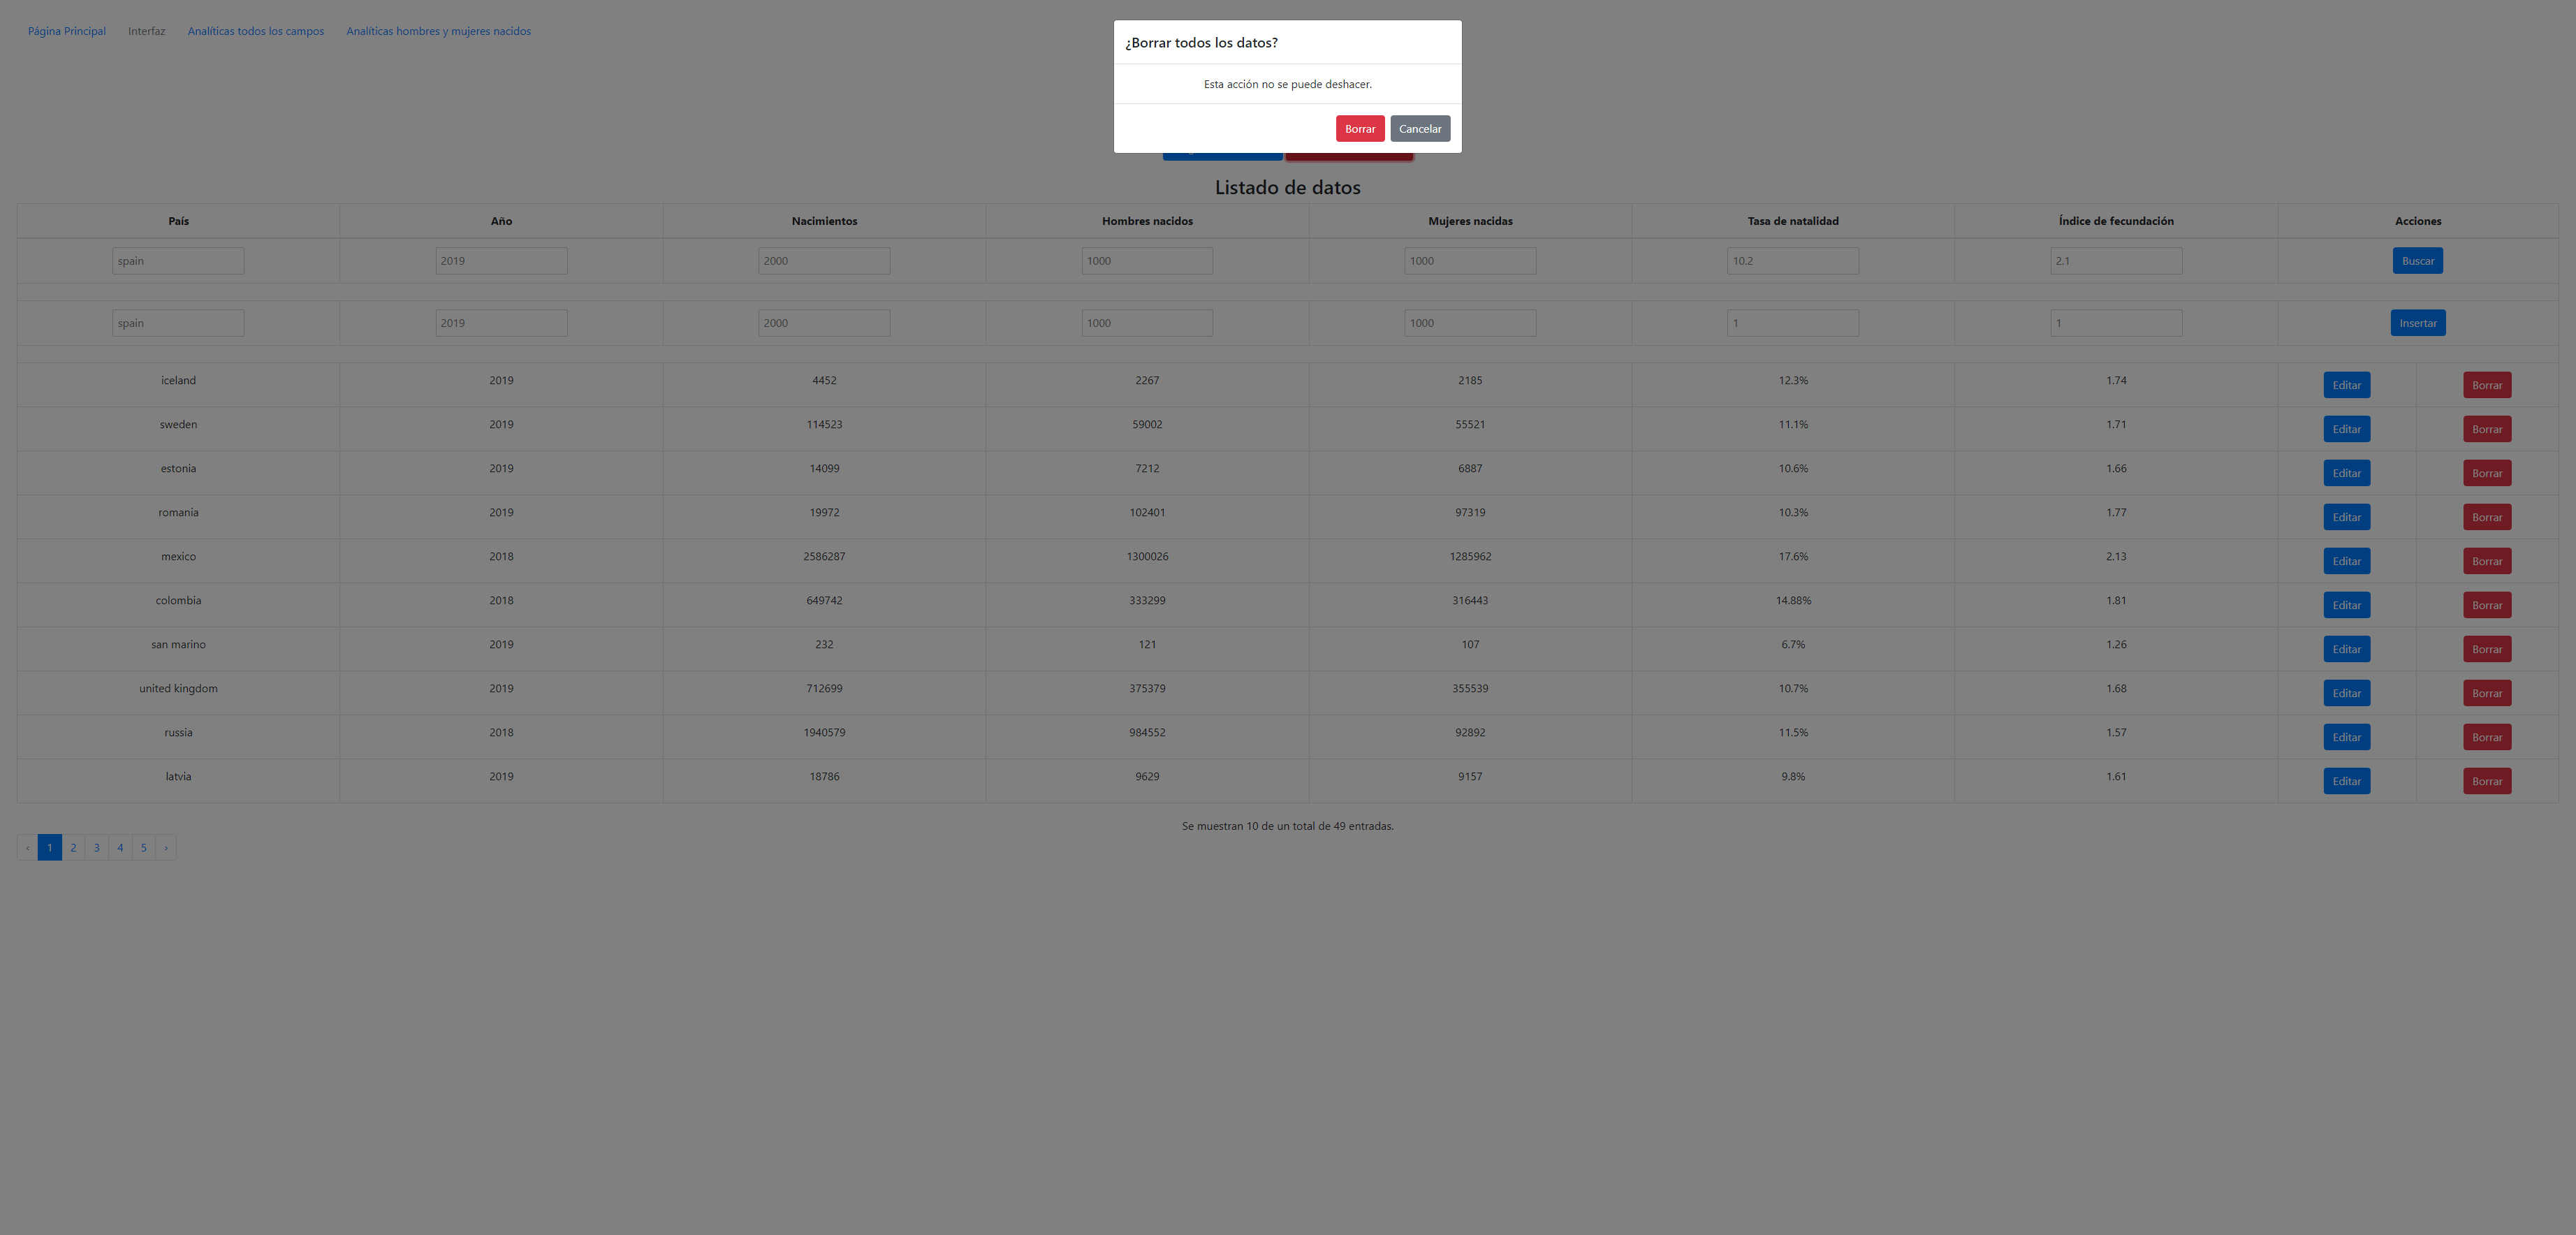 Página Principal Interfaz Analíticas todos los campos Analíticas hombres y mujeres nacidos
¿Borrar todos los datos?
Esta acción no se puede deshacer.
Borrar Cancelar
Listado de datos
País Año Nacimientos Hombres nacidos Mujeres nacidas Tasa de natalidad Índice de fecundación Acciones
spain 2019 2000 1000 1000 10.2 2.1 Buscar
spain 2019 2000 1000 1000 1 1 Insertar
iceland 2019 4452 2267 2185 12.3% 1.74 Editar Borrar
sweden 2019 114523 59002 55521 11.1% 1.71 Editar Borrar
estonia 2019 14099 7212 6887 10.6% 1.66 Editar Borrar
romania 2019 19972 102401 97319 10.3% 1.77 Editar Borrar
mexico 2018 2586287 1300026 1285962 17.6% 2.13 Editar Borrar
colombia 2018 649742 333299 316443 14.88% 1.81 Editar Borrar
san marino 2019 232 121 107 6.7% 1.26 Editar Borrar
united kingdom 2019 712699 375379 355539 10.7% 1.68 Editar Borrar
russia 2018 1940579 984552 92892 11.5% 1.57 Editar Borrar
latvia 2019 18786 9629 9157 9.8% 1.61 Editar Borrar
Se muestran 10 de un total de 49 entradas.
‹ 1 2 3 4 5 ›